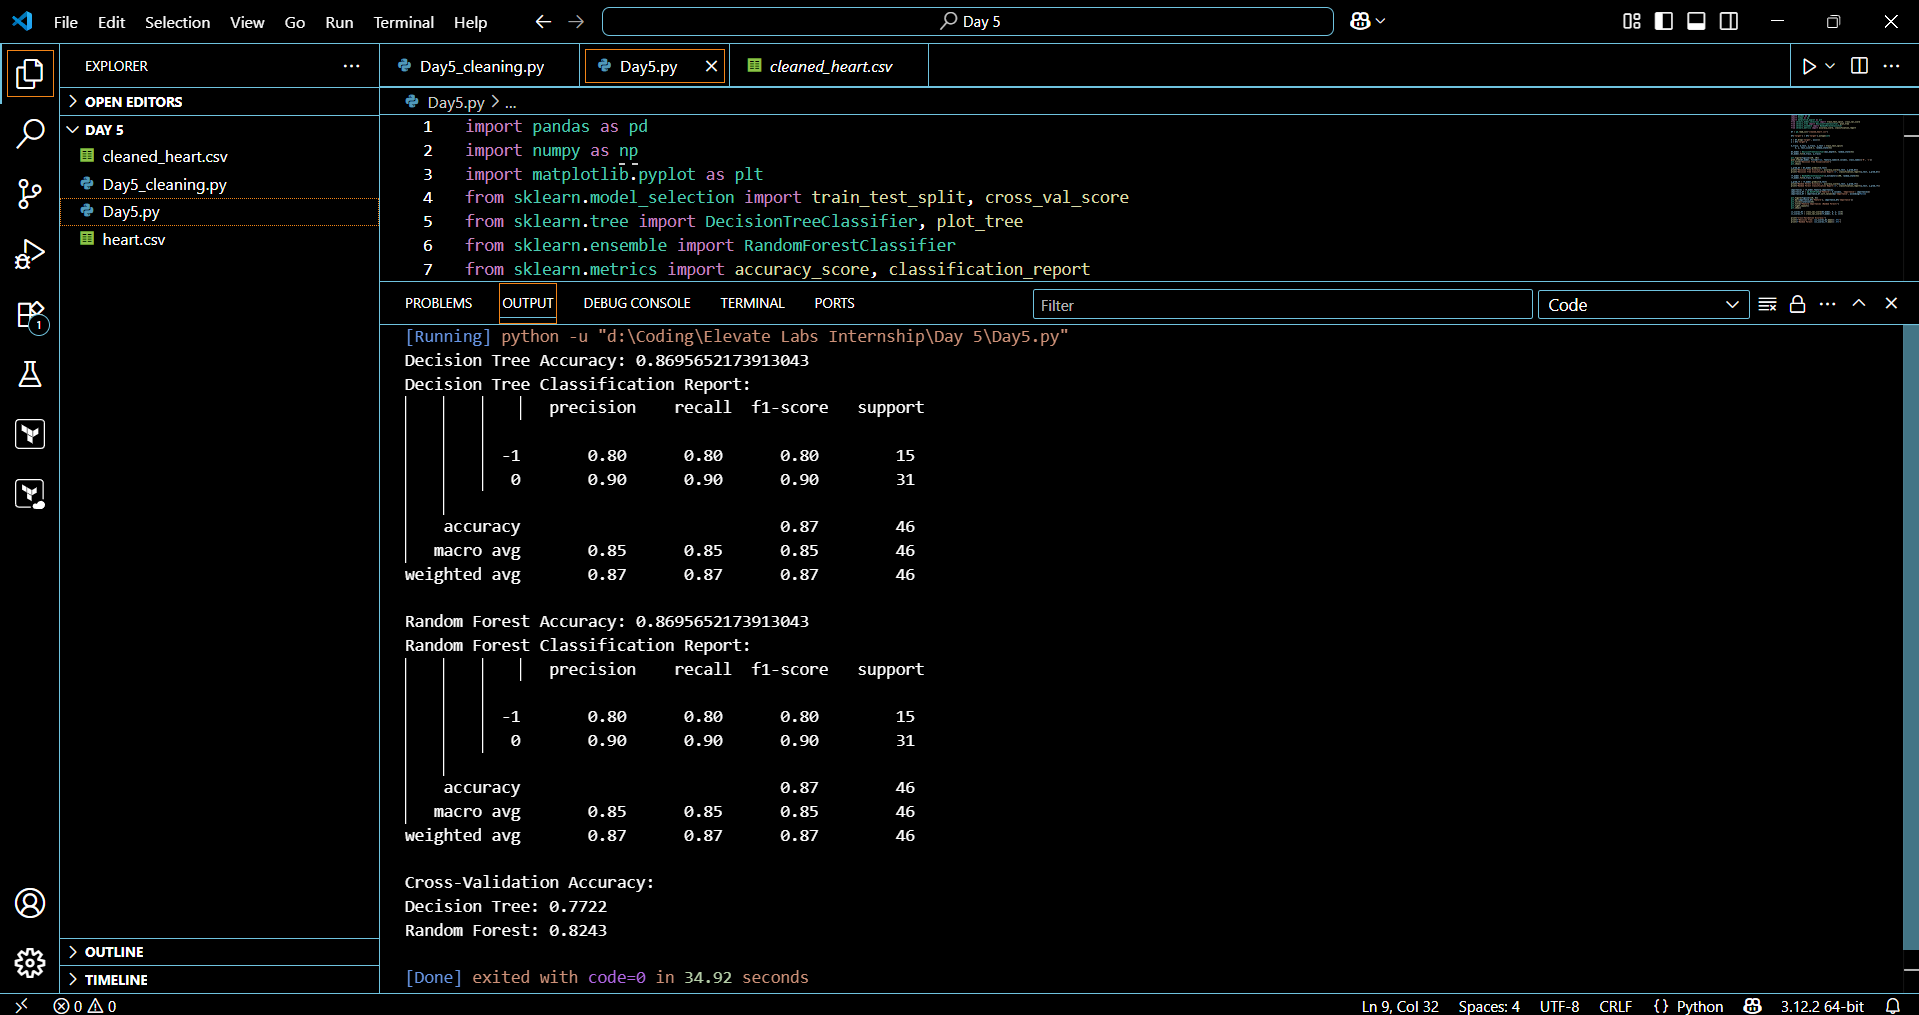 File Edit Selection View Go Run Terminal Help
Day 5
EXPLORER
OPEN EDITORS
DAY 5
cleaned_heart.csv
Day5_cleaning.py
Day5.py
heart.csv
OUTLINE
TIMELINE
1
Day5_cleaning.py Day5.py cleaned_heart.csv
Day5.py > ...
1 import pandas as pd
2 import numpy as np
3 import matplotlib.pyplot as plt
4 from sklearn.model_selection import train_test_split, cross_val_score
5 from sklearn.tree import DecisionTreeClassifier, plot_tree
6 from sklearn.ensemble import RandomForestClassifier
7 from sklearn.metrics import accuracy_score, classification_report
PROBLEMS OUTPUT DEBUG CONSOLE TERMINAL PORTS Filter Code
[Running] python -u "d:\Coding\Elevate Labs Internship\Day 5\Day5.py"
Decision Tree Accuracy: 0.8695652173913043
Decision Tree Classification Report:
precision recall f1-score support
-1 0.80 0.80 0.80 15
0 0.90 0.90 0.90 31
accuracy 0.87 46
macro avg 0.85 0.85 0.85 46
weighted avg 0.87 0.87 0.87 46
Random Forest Accuracy: 0.8695652173913043
Random Forest Classification Report:
precision recall f1-score support
-1 0.80 0.80 0.80 15
0 0.90 0.90 0.90 31
accuracy 0.87 46
macro avg 0.85 0.85 0.85 46
weighted avg 0.87 0.87 0.87 46
Cross-Validation Accuracy:
Decision Tree: 0.7722
Random Forest: 0.8243
[Done] exited with code=0 in 34.92 seconds
0 0 Ln 9, Col 32 Spaces: 4 UTF-8 CRLF {} Python 3.12.2 64-bit